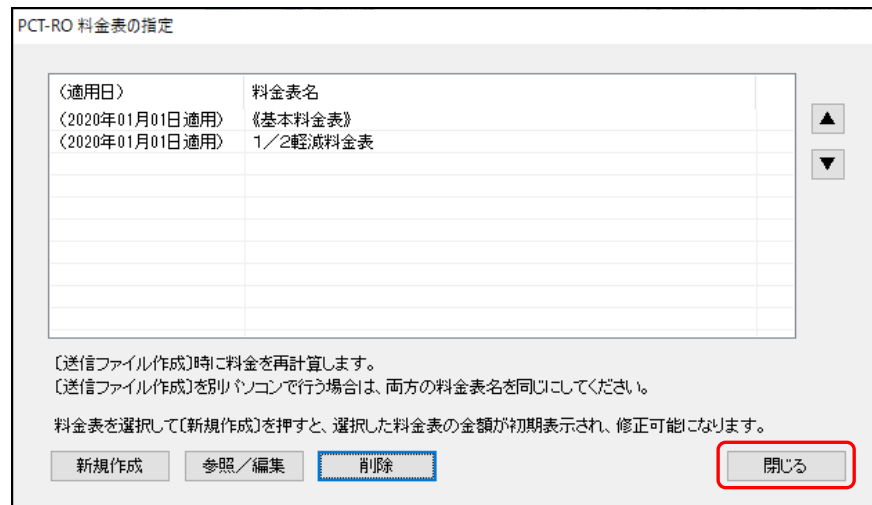 PCT-RO 料金表の指定
（適用日） 料金表名
（2020年01月01日適用） 《基本料金表》
（2020年01月01日適用） 1／2軽減料金表
▲
▼
〔送信ファイル作成〕時に料金を再計算します。
〔送信ファイル作成〕を別パソコンで行う場合は、両方の料金表名を同じにしてください。
料金表を選択して〔新規作成〕を押すと、選択した料金表の金額が初期表示され、修正可能になります。
新規作成 参照／編集 削除 閉じる